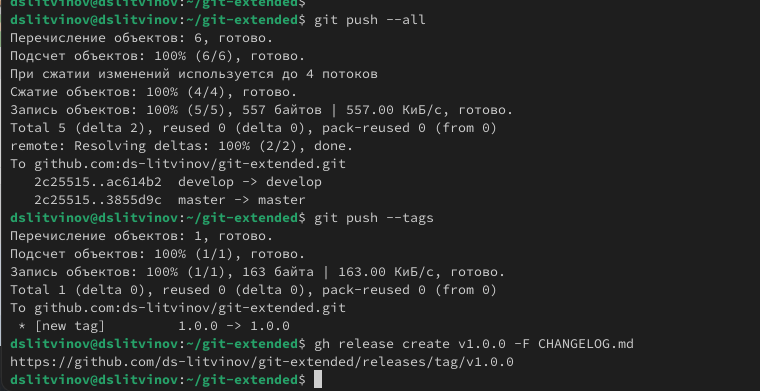 dslitvinov@dslitvinov:~/git-extended$
dslitvinov@dslitvinov:~/git-extended$ git push --all
Перечисление объектов: 6, готово.
Подсчет объектов: 100% (6/6), готово.
При сжатии изменений используется до 4 потоков
Сжатие объектов: 100% (4/4), готово.
Запись объектов: 100% (5/5), 557 байтов | 557.00 КиБ/с, готово.
Total 5 (delta 2), reused 0 (delta 0), pack-reused 0 (from 0)
remote: Resolving deltas: 100% (2/2), done.
To github.com:ds-litvinov/git-extended.git
   2c25515..ac614b2  develop -> develop
   2c25515..3855d9c  master -> master
dslitvinov@dslitvinov:~/git-extended$ git push --tags
Перечисление объектов: 1, готово.
Подсчет объектов: 100% (1/1), готово.
Запись объектов: 100% (1/1), 163 байта | 163.00 КиБ/с, готово.
Total 1 (delta 0), reused 0 (delta 0), pack-reused 0 (from 0)
To github.com:ds-litvinov/git-extended.git
 * [new tag]         1.0.0 -> 1.0.0
dslitvinov@dslitvinov:~/git-extended$ gh release create v1.0.0 -F CHANGELOG.md
https://github.com/ds-litvinov/git-extended/releases/tag/v1.0.0
dslitvinov@dslitvinov:~/git-extended$